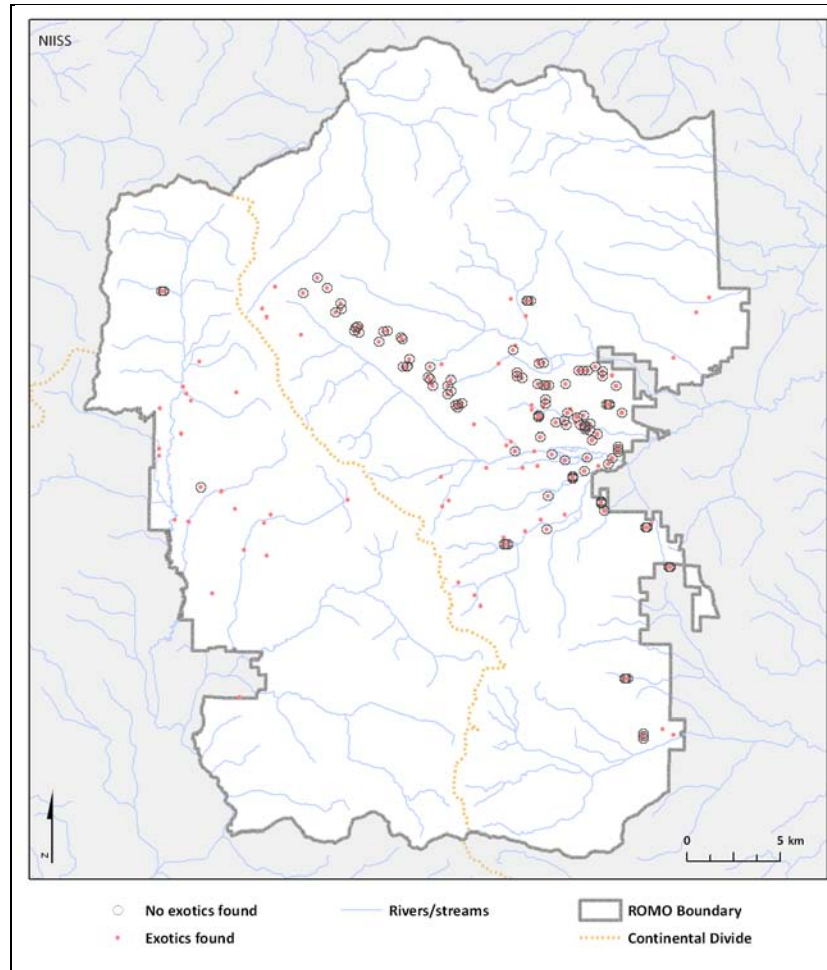 NIISS
N
0 5 km
No exotics found Rivers/streams ROMO Boundary
Exotics found Continental Divide